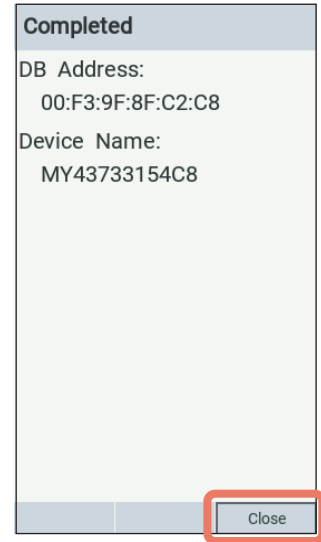 Completed
DB Address:
00:F3:9F:8F:C2:C8
Device Name:
MY43733154C8
Close